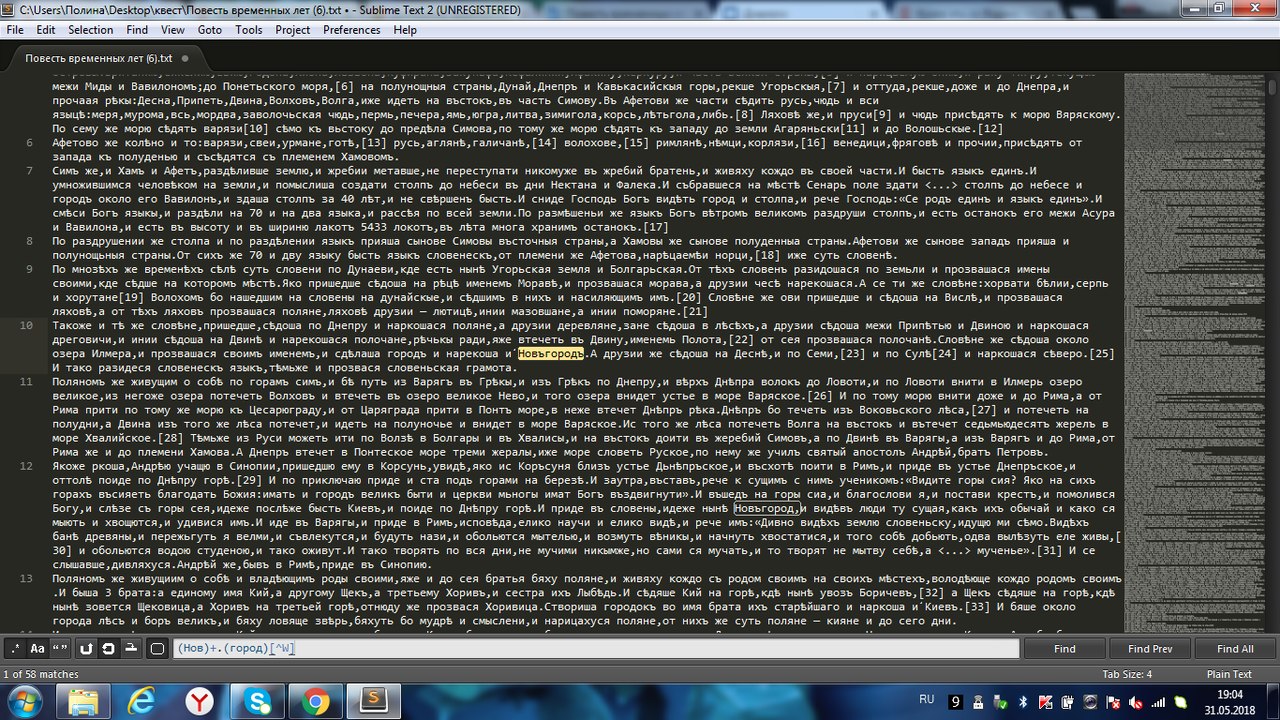 C:\Users\Полина\Desktop\квест\Повесть временных лет (6).txt • - Sublime Text 2 (UNREGISTERED)
File Edit Selection Find View Goto Tools Project Preferences Help
Повесть временных лет (6).txt
межи Миды и Вавилономъ;до Понетьского моря,[6] на полунощныя страны,Дунай,Днепръ и Кавькасийскыя горы,рекше Угорьскыя,[7] и оттуда,рекше,доже и до Днепра,и
прочаая рѣкы:Десна,Припеть,Двина,Волховъ,Волга,иже идеть на въстокъ,въ часть Симову.Въ Афетови же части сѣдить русь,чюдь и вси
языцѣ:меря.мурома,всь,мордва,заволочьская чюдь,пермь,печера,ямь,югра,литва,зимигола,корсь,лѣтьгола,либь.[8] Ляховѣ же,и пруси[9] и чюдь присѣдять к морю Вяряскому.
По сему же морю сѣдять варязи[10] сѣмо къ вьстоку до предѣла Симова,по тому же морю сѣдять къ западу до земли Агаряньски[11] и до Волошьскые.[12]
6 Афетово же колѣно и то:варязи,свеи,урмане,готѣ,[13] русь,аглянѣ,галичанѣ,[14] волохове,[15] римлянѣ,нѣмци,корлязи,[16] венедици,фряговѣ и прочии,присѣдять от
запада къ полуденью и съсѣдятся съ племенем Хамовомъ.
7 Симъ же,и Хамъ и Афетъ,раздѣливше землю,и жребии метавше,не переступати никомуже въ жребий братень,и живяху кождо въ своей части.И бысть языкъ единъ.И
умножившимся человѣком на земли,и помыслиша создати столпъ до небеси въ дни Нектана и Фалека.И събравшеся на мѣстѣ Сенарь поле здати <...> столпъ до небесе и
городъ около его Вавилонъ,и здаша столпъ за 40 лѣт,и не свѣршенъ бысть.И сниде Господь Богъ видѣть город и столпа,и рече Господь:«Се родъ единъ и языкъ единъ».И
смѣси Богъ языкы,и раздѣли на 70 и на два языка,и рассѣя по всей земли.По размѣшеньи же языкъ Богъ вѣтромъ великомъ раздруши столпъ,и есть останокъ его межи Асура
и Вавилона,и есть въ высоту и въ шириню лакотъ 5433 локотъ,въ лѣта многа хранимъ останокъ.[17]
8 По раздрушении же столпа и по раздѣлении языкъ прияша сынове Симовы въсточныя страны,а Хамовы же сынове полуденныя страны.Афетови же сынове западъ прияша и
полунощныя страны.От сихъ же 70 и дву языку бысть языкъ словенескъ,от племени же Афетова,нарѣцаемѣи норци,[18] иже суть словенѣ.
9 По мнозѣхъ же временѣхъ сѣлѣ суть словени по Дунаеви,кде есть нынѣ Угорьская земля и Болгарьская.От тѣхъ словенъ разидошася по земьли и прозвашася имены
своими,кде сѣдше на которомъ мѣстѣ.Яко пришедше сѣдоша на рѣцѣ именемъ Морава,и прозвашася морава,а друзии чесѣ нарекошася.А се ти же словѣне:хорвати бѣлии,серпь
и хорутане[19] Волохомъ бо нашедшим на словены на дунайскые,и сѣдшимъ в нихъ и насиляющимъ имъ.[20] Словѣне же ови пришедше и сѣдоша на Вислѣ,и прозвашася
ляховѣ,а от тѣхъ ляховъ прозвашася поляне,ляховѣ друзии — лютицѣ,инии мазовшане,а инии поморяне.[21]
10 Такоже и тѣ же словѣне,пришедше,сѣдоша по Днепру и наркошася поляне,а друзии деревляне,зане сѣдоша в лѣсѣхъ,а друзии сѣдоша межи Припѣтью и Двиною и наркошася
дреговичи,и инии сѣдоша на Двинѣ и нарекошася полочане,рѣчькы ради,яже втечеть въ Двину,именемь Полота,[22] от сея прозвашася полочанѣ.Словѣне же сѣдоша около
озера Илмера,и прозвашася своимъ именемъ,и сдѣлаша городъ и нарекоша и´Новъгородъ.А друзии же сѣдоша на Деснѣ,и по Семи,[23] и по Сулѣ[24] и наркошася сѣверо.[25]
И тако разидеся словенескъ языкъ,тѣмьже и прозвася словеньская грамота.
11 Поляномъ же живущим о собѣ по горамъ симъ,и бѣ путь из Варягъ въ Грѣкы,и изъ Грѣкъ по Днепру,и вѣрхъ Днѣпра волокъ до Ловоти,и по Ловоти внити в Илмерь озеро
великое,из негоже озера потечеть Волховъ и втечеть въ озеро великое Нево,и того озера внидет устье в море Варяское.[26] И по тому морю внити доже и до Рима,а от
Рима прити по тому же морю къ Цесарюграду,и от Царяграда прити в Понтъ море,в неже втечет Днѣпръ рѣка.Днепръ бо течеть изъ Воковьского лѣса,[27] и потечеть на
полудни,а Двина изъ того же лѣса потечет,и идеть на полуночье и внидеть в море Варяское.Ис того же лѣса потечеть Волга на въстокъ и вътечет седьмьюдесятъ жерелъ в
море Хвалийское.[28] Тѣмьже из Руси можеть ити по Волзѣ в Болгары и въ Хвалисы,и на въстокъ доити въ жеребий Симовъ,а по Двинѣ въ Варягы,а изъ Варягъ и до Рима,от
Рима же и до племени Хамова.А Днепръ втечет в Понтеское море треми жералы,иже море словеть Руское,по нему же училъ святый апостолъ Андрѣй,братъ Петровъ.
12 Якоже ркоша,Андрѣю учащю в Синопии,пришедшю ему в Корсунь,увидѣ,яко ис Корсуня близъ устье Дьнѣпрьское,и въсхотѣ поити в Римъ,и приде въ устье Днепрьское,и
оттолѣ поиде по Днѣпру горѣ.[29] И по приключаю приде и ста подъ горами на березѣ.И заутра,въставъ,рече к сущимъ с нимъ ученикомъ:«Видите горы сия? Яко на сихъ
горахъ въсияеть благодать Божия:имать и городъ великъ быти и церкви мьногы имать Богъ въздвигнути».И въшедъ на горы сиа,и благослови я,и постави крестъ,и помолися
Богу,и слезе съ горы сея,идеже послѣже бысть Киевъ,и поиде по Днѣпру горѣ.И приде въ словены,идеже нынѣ Новъгород,и видѣвъ люди ту сущая,какъ ихъ обычай и како ся
мыють и хвощются,и удивися имъ.И иде въ Варягы,и приде в Римъ,исповѣда,елико научи и елико видѣ,и рече имъ:«Дивно видѣхъ землю словеньску,идущю ми сѣмо.Видѣхъ
банѣ древяны,и пережьгуть я велми,и съвлекутся,и будуть нази,и обольются мытелью,и возмуть вѣникы,и начнуть хвостатися,и того собѣ добьють,одва вылѣзуть еле живы,[
30] и обольются водою студеною,и тако оживут.И тако творять по вся дни,не мучими никымже,но сами ся мучать,и то творят не мытву себѣ,а <...> мученье».[31] И се
слышавше,дивляхуся.Андрѣй же,бывъ в Римѣ,приде въ Синопию.
13 Поляномъ же живущиим о собѣ и владѣющимъ роды своими,яже и до сея братья бяху поляне,и живяху кождо съ родом своимъ на своихъ мѣстехъ,володѣюще кождо родомъ своимъ
.И быша 3 брата:а единому имя Кий,а другому Щекъ,а третьему Хоривъ,и сестра ихъ Лыбѣдь.И сѣдяше Кий на горѣ,кдѣ нынѣ увозъ Боричевъ,[32] а Щекъ сѣдяше на горѣ,кдѣ
нынѣ зовется Щековица,а Хоривъ на третьей горѣ,отнюду же прозвася Хоривица.Створиша городокъ во имя брата ихъ старѣйшаго и наркоша и´Киевъ.[33] И бяше около
города лѣсъ и боръ великъ,и бяху ловяще звѣрь,бяхуть бо мудрѣ и смыслени,и нарицахуся поляне,от нихъ же суть поляне — кияне и до сего дни.
.* Aa “ ” (Нов)+.(город)[^W] Find Find Prev Find All
1 of 58 matches Tab Size: 4 Plain Text
RU 19:04
31.05.2018